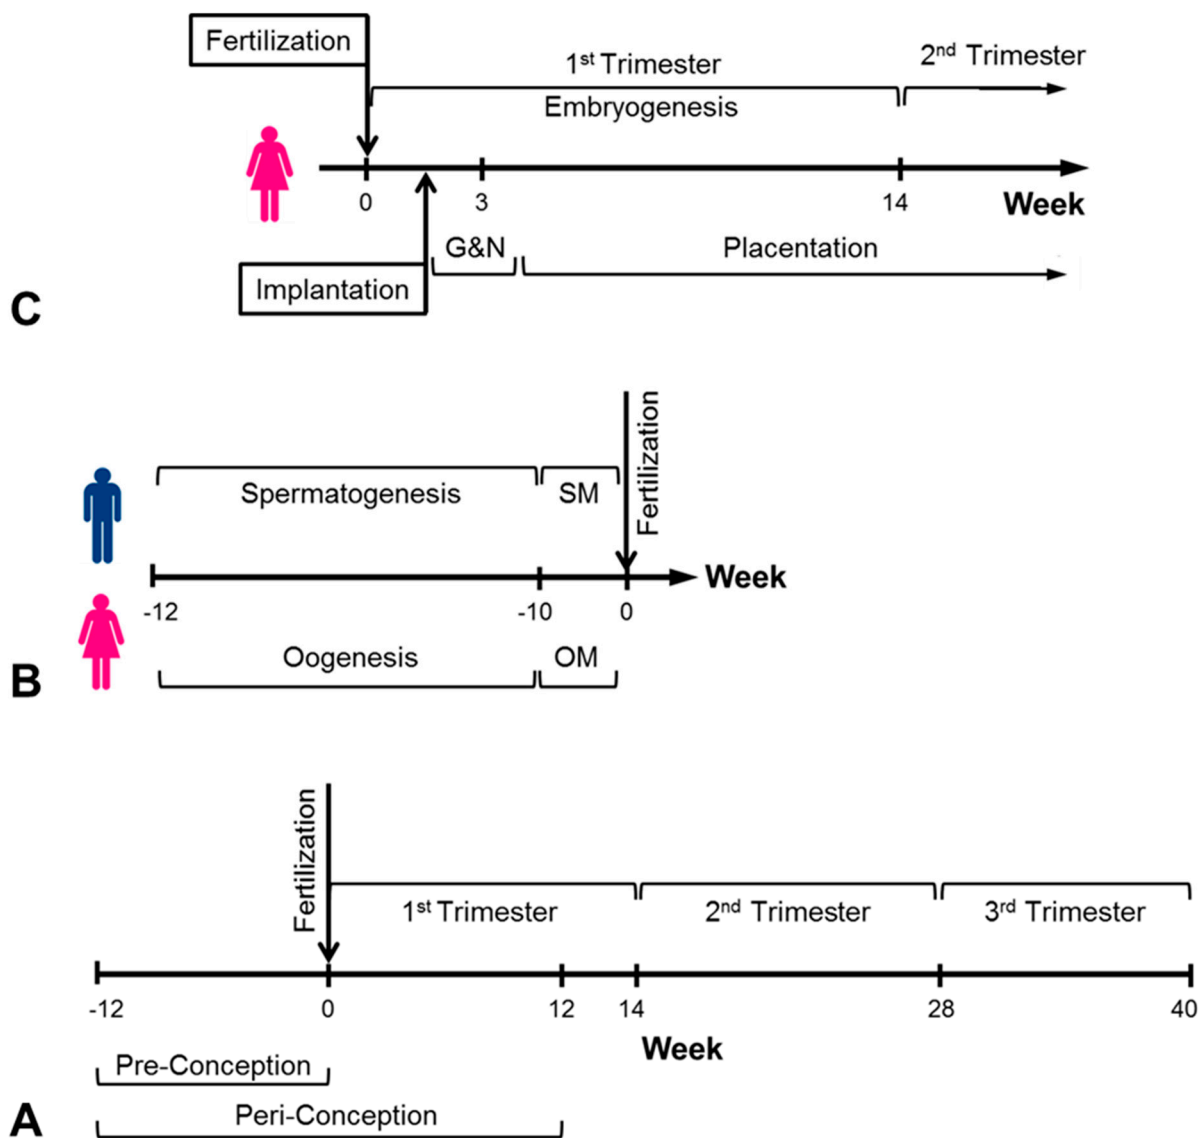 Fertilization
1st Trimester
2nd Trimester
Embryogenesis
0 3 14 Week
G&N Placentation
Implantation
C
Fertilization
Spermatogenesis SM
Week
-12 -10 0
Oogenesis OM
B
Fertilization
1st Trimester 2nd Trimester 3rd Trimester
-12 0 12 14 28 40
Week
Pre-Conception
Peri-Conception
A